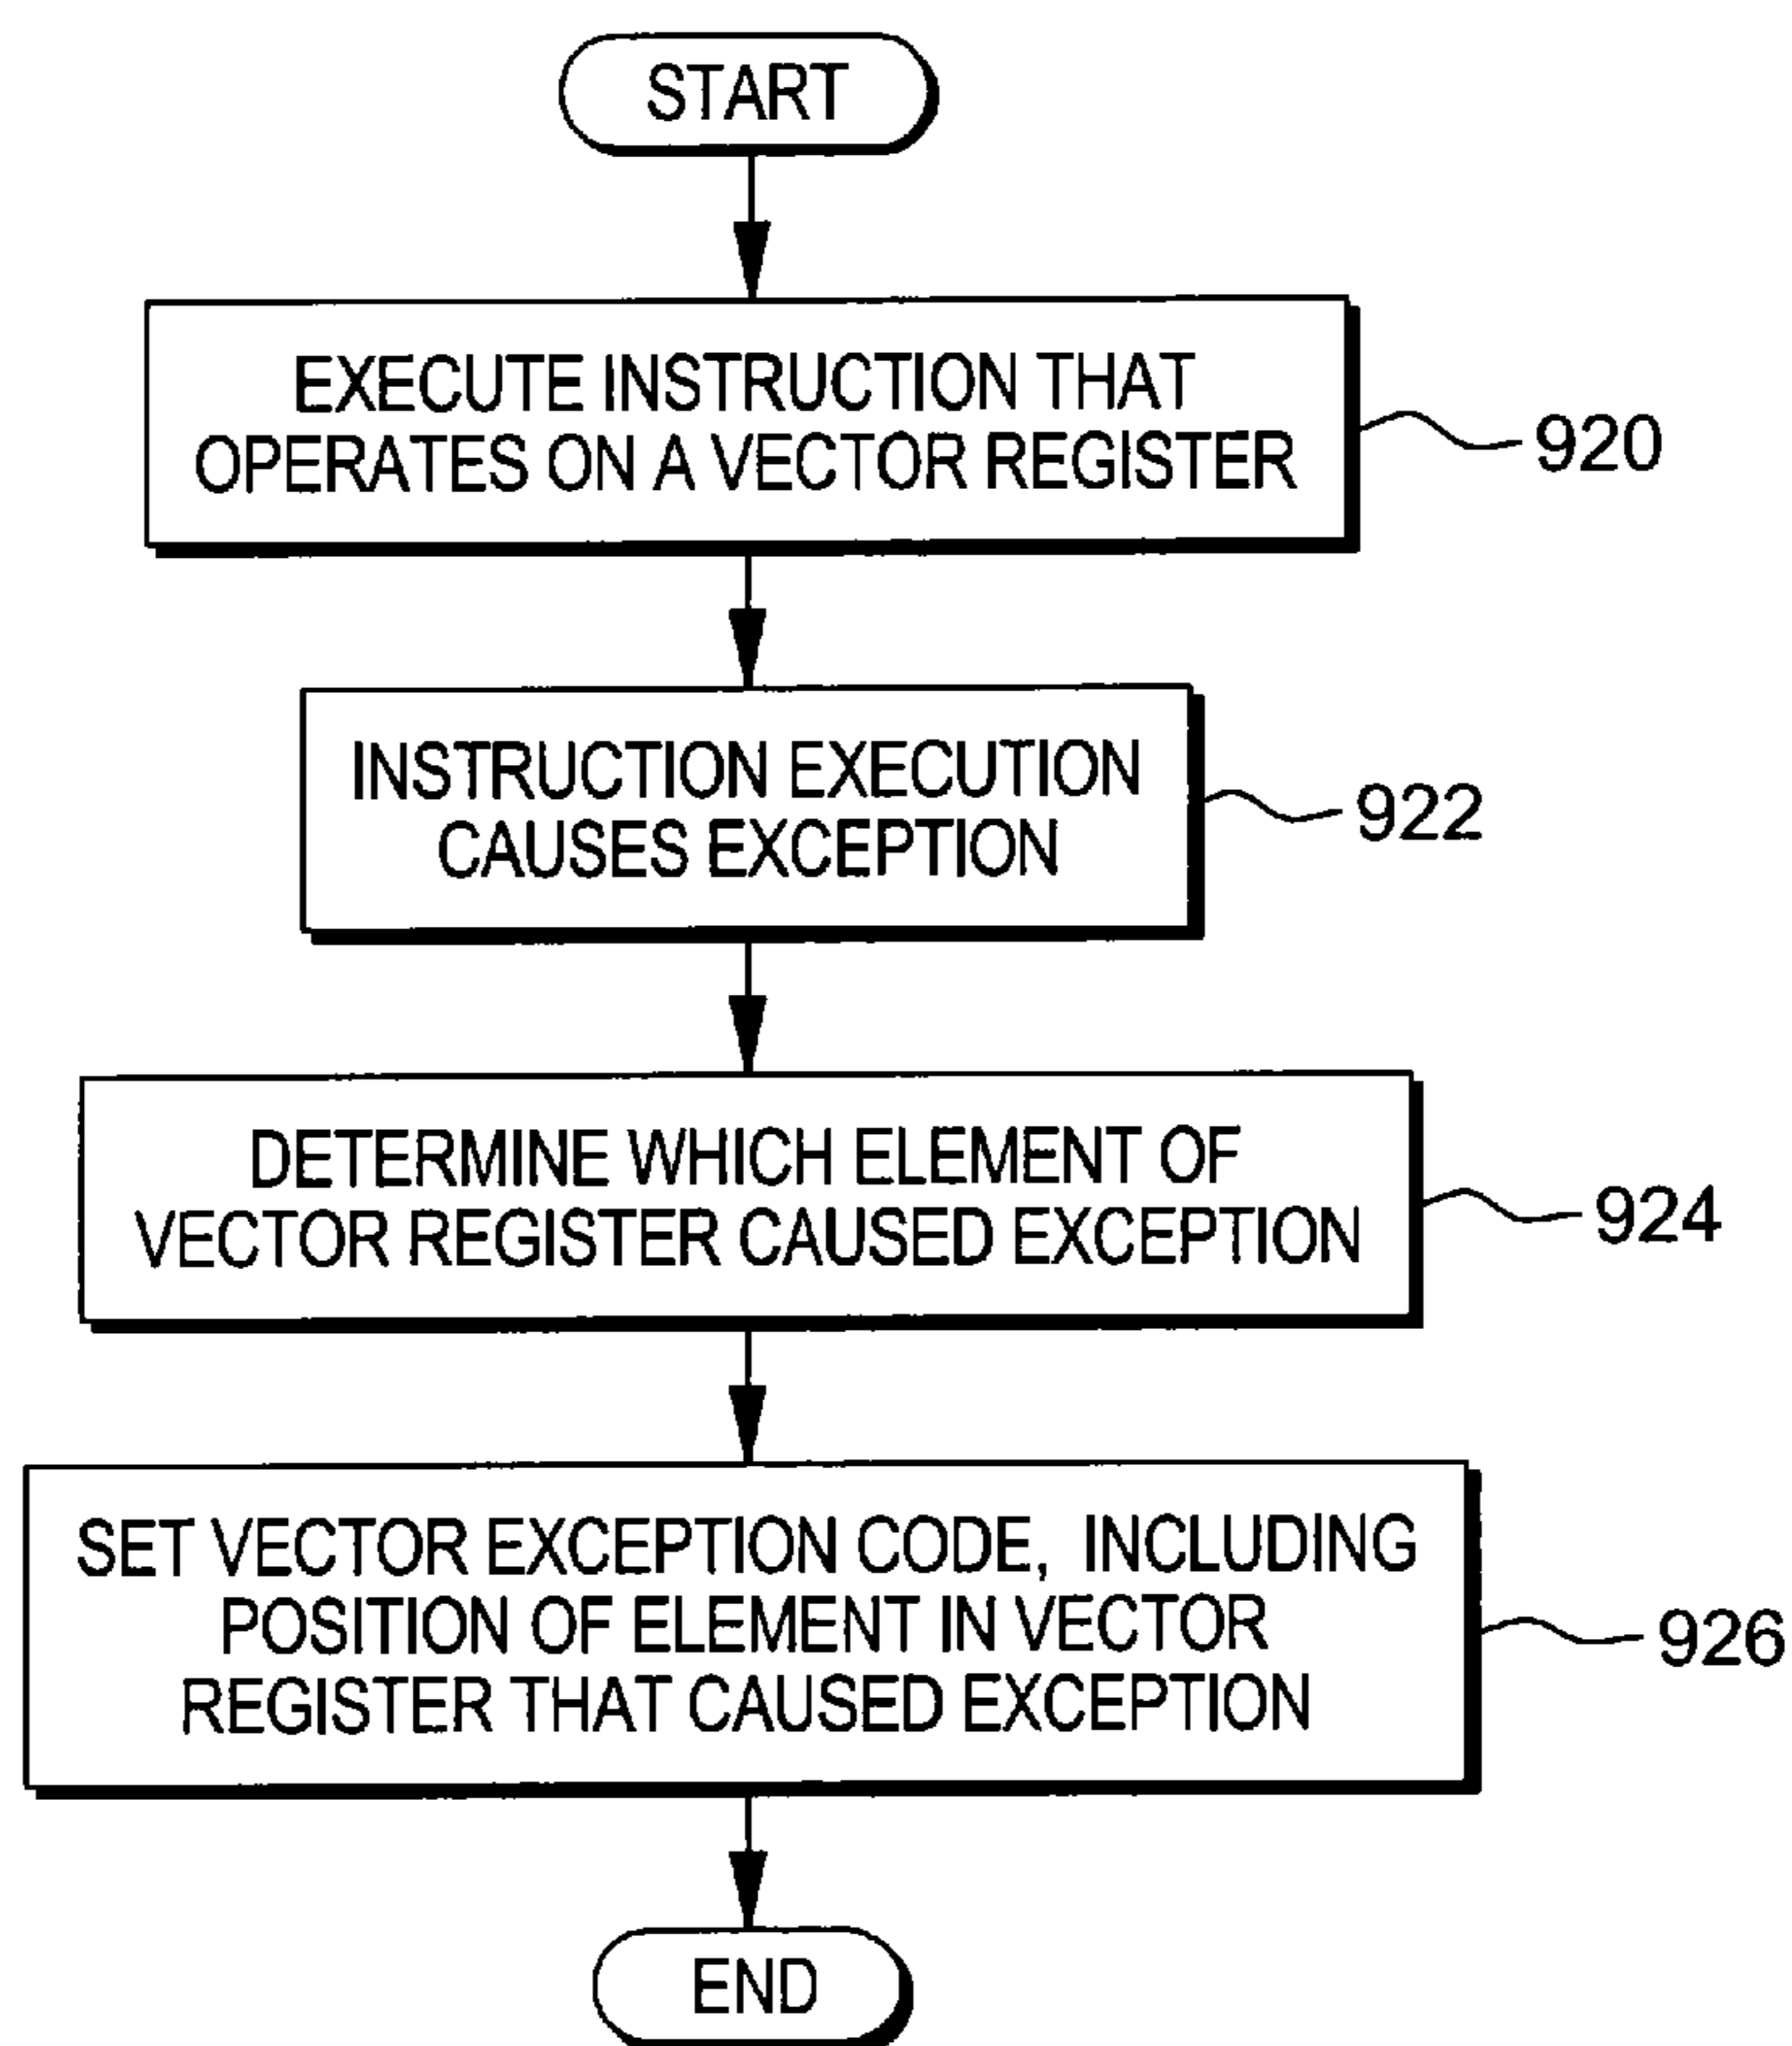 START
EXECUTE INSTRUCTION THAT
OPERATES ON A VECTOR REGISTER
920
INSTRUCTION EXECUTION
CAUSES EXCEPTION
922
DETERMINE WHICH ELEMENT OF
VECTOR REGISTER CAUSED EXCEPTION
924
SET VECTOR EXCEPTION CODE, INCLUDING
POSITION OF ELEMENT IN VECTOR
REGISTER THAT CAUSED EXCEPTION
926
END